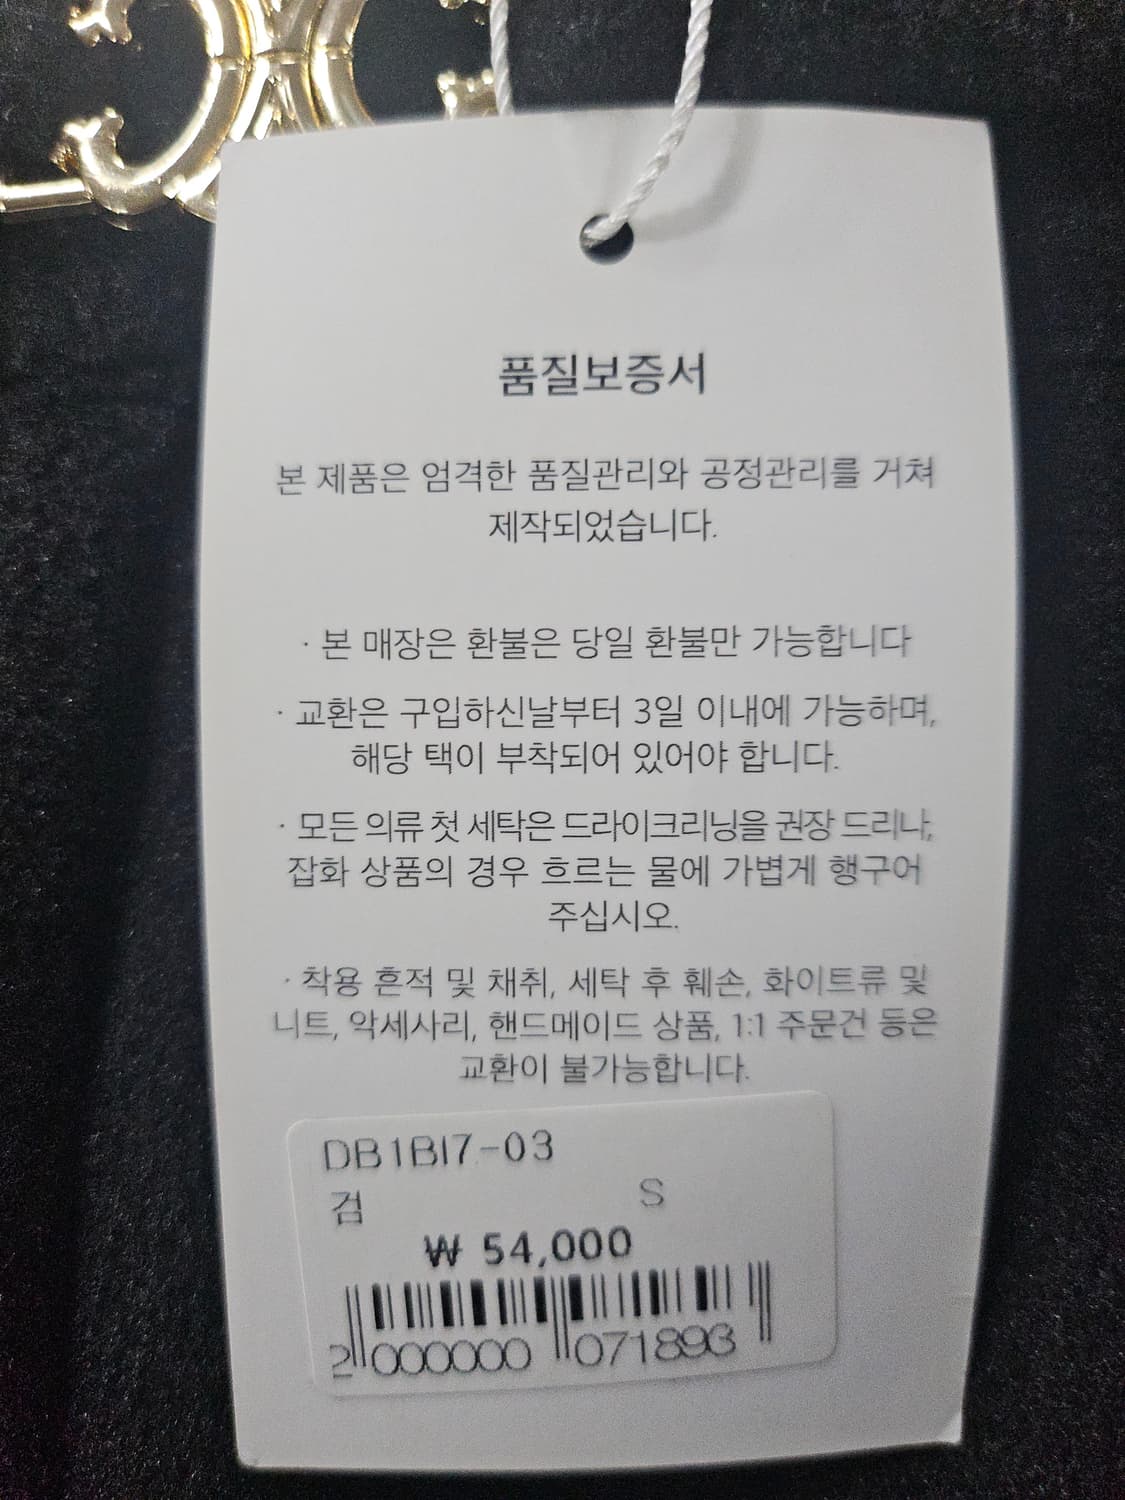 품질보증서
본 제품은 엄격한 품질관리와 공정관리를 거쳐
제작되었습니다.
· 본 매장은 환불은 당일 환불만 가능합니다
· 교환은 구입하신날부터 3일 이내에 가능하며,
해당 택이 부착되어 있어야 합니다.
· 모든 의류 첫 세탁은 드라이크리닝을 권장 드리나,
잡화 상품의 경우 흐르는 물에 가볍게 행구어
주십시오.
· 착용 흔적 및 채취, 세탁 후 훼손, 화이트류 및
니트, 악세사리, 핸드메이드 상품, 1:1 주문건 등은
교환이 불가능합니다.
DB1BI7-03
검 S
₩ 54,000
2 000000 071893